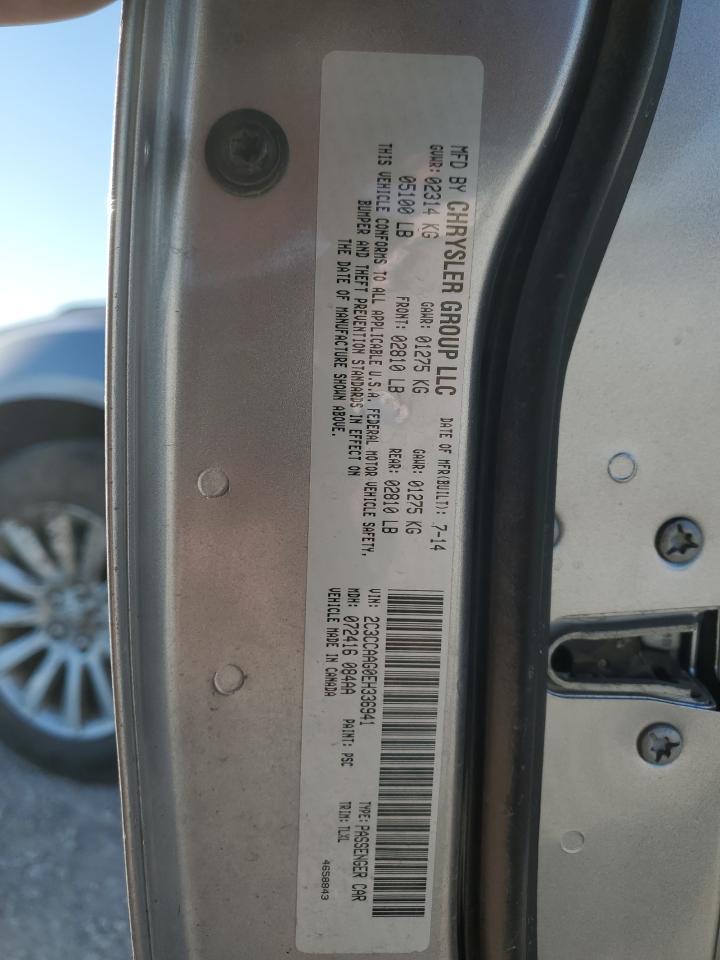 MFD BY CHRYSLER GROUP LLC DATE OF MFR(BUILT): 7-14
GVWR: 02314 KG GAWR: 01275 KG GAWR: 01275 KG
05100 LB FRONT: 02810 LB REAR: 02810 LB
THIS VEHICLE CONFORMS TO ALL APPLICABLE U.S.A. FEDERAL MOTOR VEHICLE SAFETY,
BUMPER AND THEFT PREVENTION STANDARDS IN EFFECT ON
THE DATE OF MANUFACTURE SHOWN ABOVE.
VIN: 2C3CCAAG0EH336941 TYPE: PASSENGER CAR
MDH: 072416 084AA PAINT: PSC TRIM: TLXL
VEHICLE MADE IN CANADA 4658843